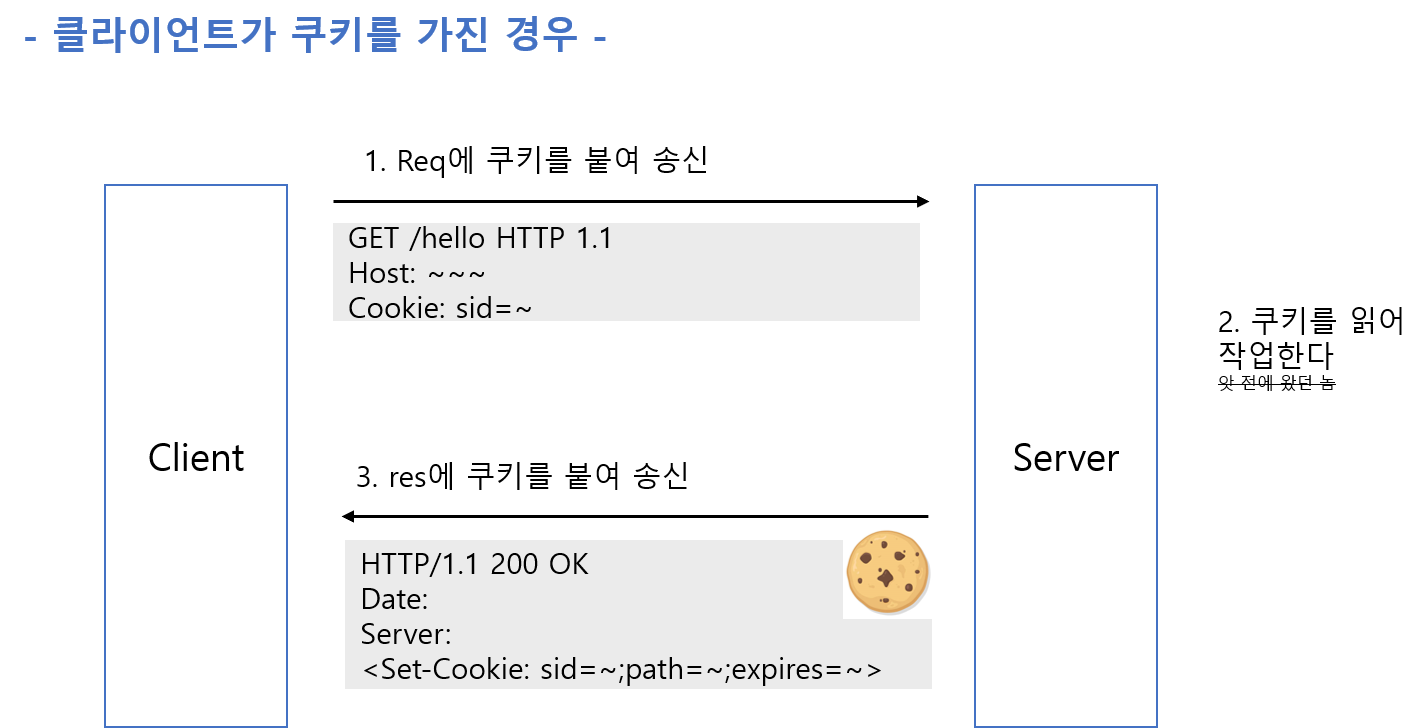 - 클라이언트가 쿠키를 가진 경우 -
1. Req에 쿠키를 붙여 송신
GET /hello HTTP 1.1
Host: ~~~
Cookie: sid=~
2. 쿠키를 읽어
작업한다
앗 전에 왔던 놈
Client
Server
3. res에 쿠키를 붙여 송신
HTTP/1.1 200 OK
Date:
Server:
<Set-Cookie: sid=~;path=~;expires=~>